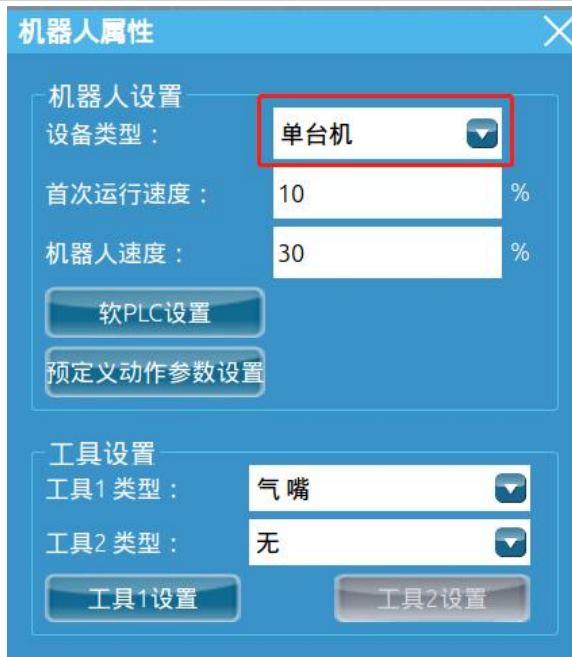 机器人属性
机器人设置
设备类型： 单台机
首次运行速度： 10 %
机器人速度： 30 %
软PLC设置
预定义动作参数设置
工具设置
工具1 类型： 气嘴
工具2 类型： 无
工具1设置 工具2设置